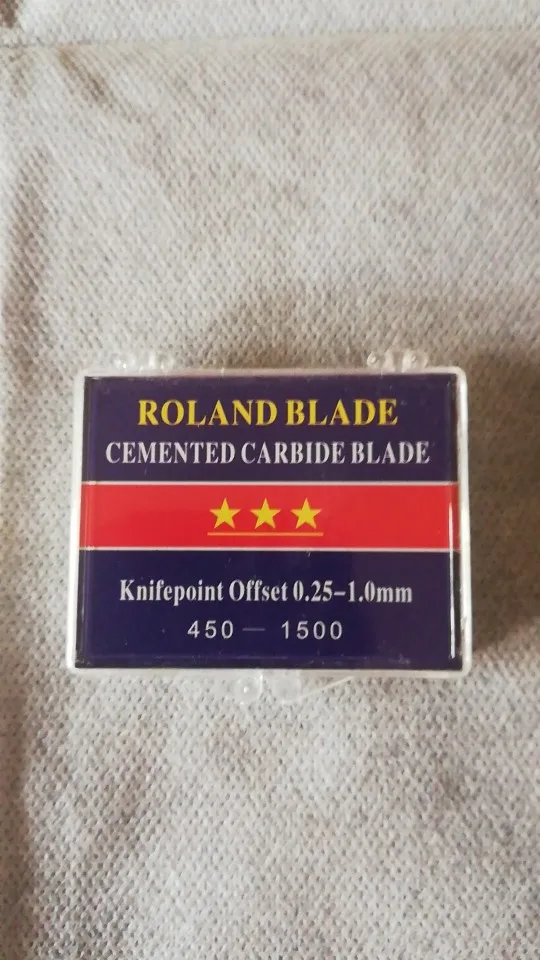 ROLAND BLADE
CEMENTED CARBIDE BLADE
★★★
Knifepoint Offset 0.25-1.0mm
450 — 1500